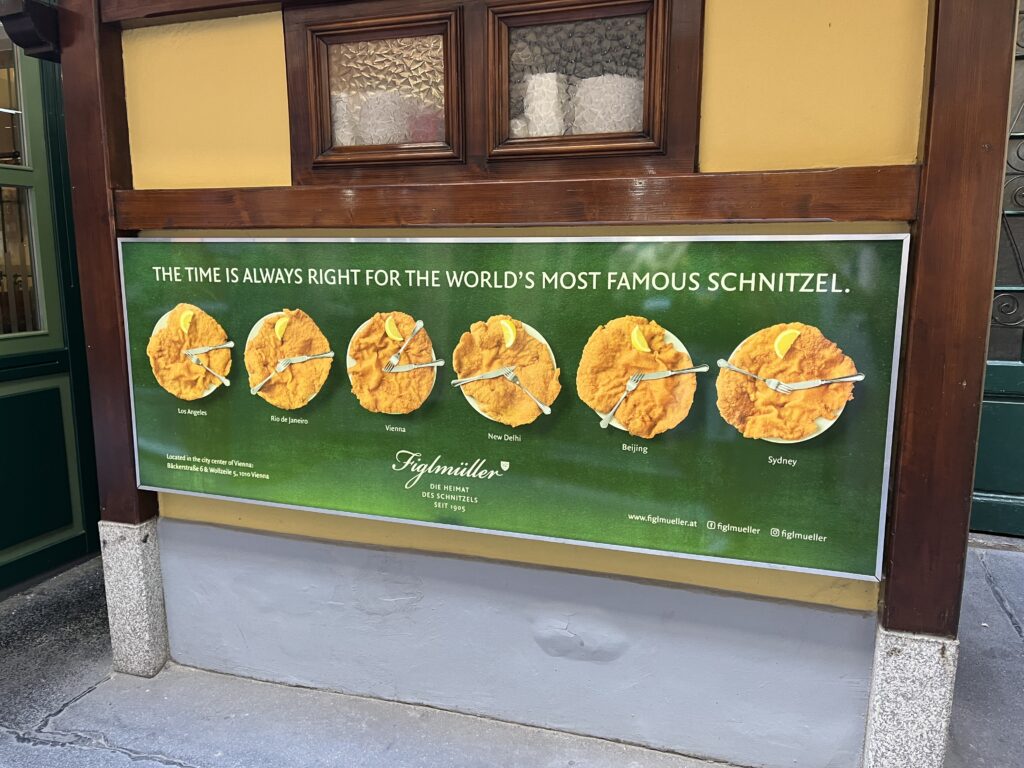 THE TIME IS ALWAYS RIGHT FOR THE WORLD'S MOST FAMOUS SCHNITZEL.
Los Angeles
Rio de Janeiro
Vienna
New Delhi
Beijing
Sydney
Located in the city center of Vienna:
Bäckerstraße 6 & Wollzeile 5, 1010 Vienna
Figlmüller
DIE HEIMAT
DES SCHNITZELS
SEIT 1905
www.figlmueller.at figlmueller figlmueller